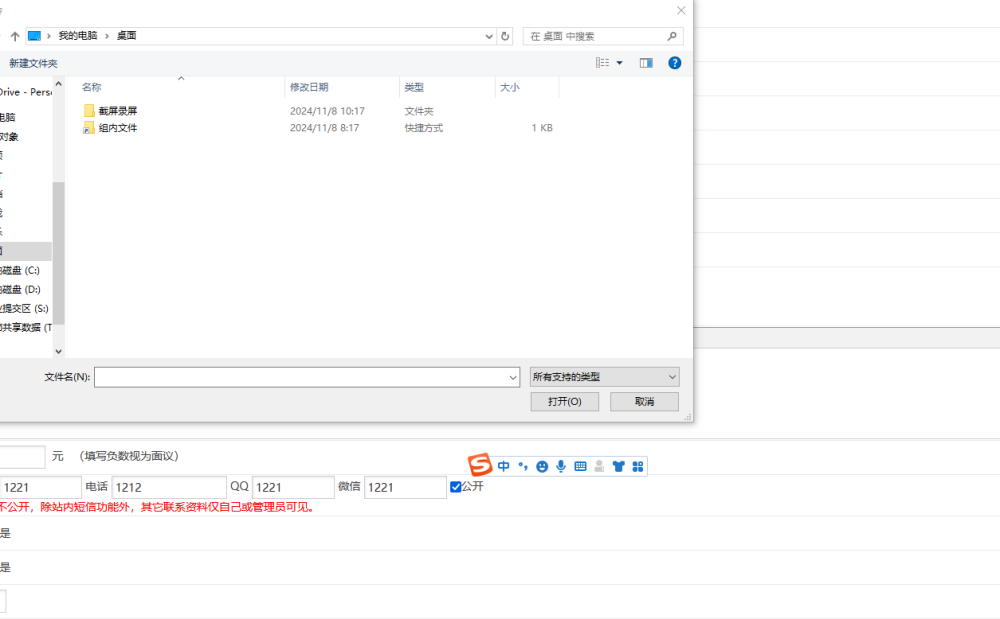 我的电脑 桌面
在 桌面 中搜索
新建文件夹
名称 修改日期 类型 大小
截屏录屏 2024/11/8 10:17 文件夹
组内文件 2024/11/8 8:17 快捷方式 1 KB
Drive - Pers
电脑
对象
磁盘 (C:)
磁盘 (D:)
提交区 (S:)
共享数据 (T
文件名(N):
所有支持的类型
打开(O) 取消
元 （填写负数视为面议）
中
1221 电话 1212 QQ 1221 微信 1221 公开
不公开，除站内短信功能外，其它联系资料仅自己或管理员可见。
是
是